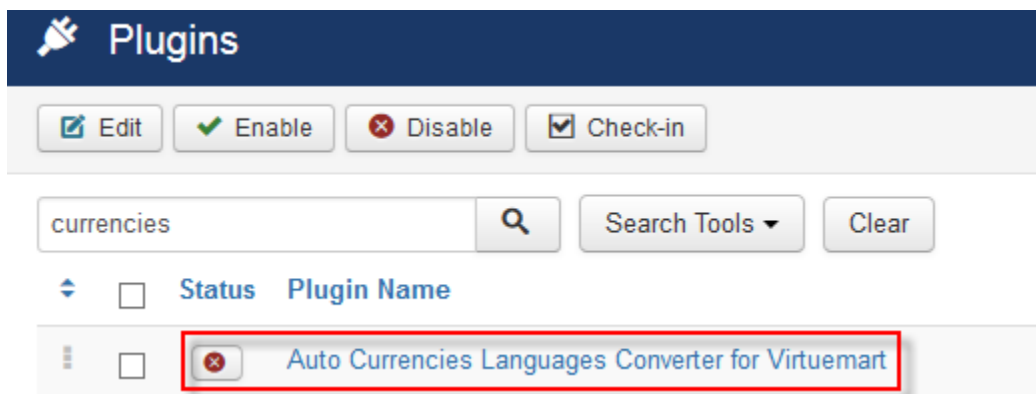 Plugins
Edit Enable Disable Check-in
currencies Search Tools Clear
Status Plugin Name
Auto Currencies Languages Converter for Virtuemart